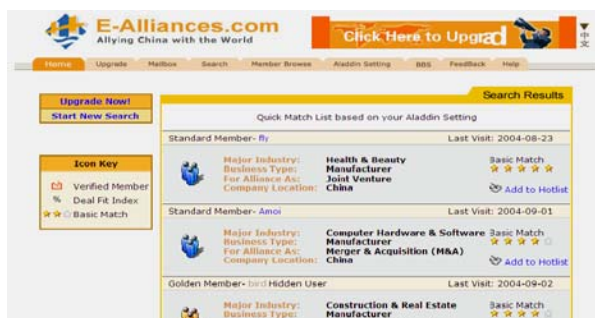 E-Alliances.com
Allying China with the World
Click Here to Upgrad
中
文
Home Upgrade Mailbox Search Member Browse Aladdin Setting BBS FeedBack Help
Upgrade Now!
Start New Search
Icon Key
Verified Member
% Deal Fit Index
Basic Match
Search Results
Quick Match List based on your Aladdin Setting
Standard Member- fly Last Visit: 2004-08-23
Major Industry: Health & Beauty Basic Match
Business Type: Manufacturer
For Alliance As: Joint Venture
Company Location: China Add to Hotlist
Standard Member- Amoi Last Visit: 2004-09-01
Major Industry: Computer Hardware & Software Basic Match
Business Type: Manufacturer
For Alliance As: Merger & Acquisition (M&A)
Company Location: China Add to Hotlist
Golden Member- bird Hidden User Last Visit: 2004-09-02
Major Industry: Construction & Real Estate Basic Match
Business Type: Manufacturer